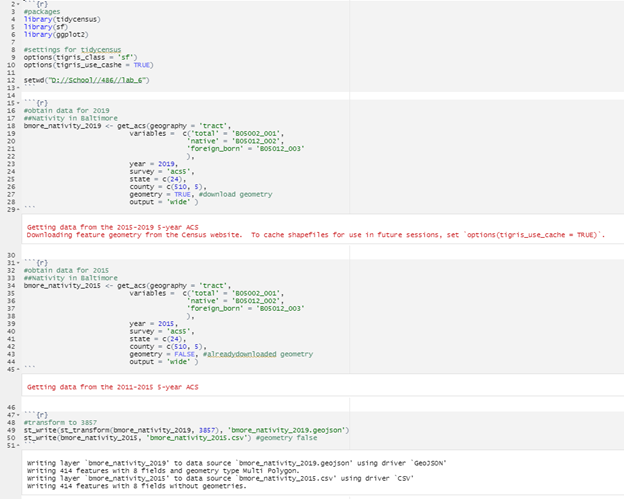 2 ```{r}
3 #packages
4 library(tidycensus)
5 library(sf)
6 library(ggplot2)
7
8 #settings for tidycensus
9 options(tigris_class = 'sf')
10 options(tigris_use_cashe = TRUE)
11
12 setwd("D://School//486//lab_6")
13 ```
14
15 ```{r}
16 #obtain data for 2019
17 ##Nativity in Baltimore
18 bmore_nativity_2019 <- get_acs(geography = 'tract',
19 variables = c('total' = 'B05002_001',
20 'native' = 'B05012_002',
21 'foreign_born' = 'B05012_003'
22 ),
23 year = 2019,
24 survey = 'acs5',
25 state = c(24),
26 county = c(510, 5),
27 geometry = TRUE, #download geometry
28 output = 'wide' )
29 ```
Getting data from the 2015-2019 5-year ACS
Downloading feature geometry from the Census website. To cache shapefiles for use in future sessions, set `options(tigris_use_cache = TRUE)`.
30
31 ```{r}
32 #obtain data for 2015
33 ##Nativity in Baltimore
34 bmore_nativity_2015 <- get_acs(geography = 'tract',
35 variables = c('total' = 'B05002_001',
36 'native' = 'B05012_002',
37 'foreign_born' = 'B05012_003'
38 ),
39 year = 2015,
40 survey = 'acs5',
41 state = c(24),
42 county = c(510, 5),
43 geometry = FALSE, #alreadydownloaded geometry
44 output = 'wide' )
45 ```
Getting data from the 2011-2015 5-year ACS
46
47 ```{r}
48 #transform to 3857
49 st_write(st_transform(bmore_nativity_2019, 3857), 'bmore_nativity_2019.geojson')
50 st_write(bmore_nativity_2015, 'bmore_nativity_2015.csv') #geometry false
51 ```
Writing layer `bmore_nativity_2019' to data source `bmore_nativity_2019.geojson' using driver `GeoJSON'
Writing 414 features with 8 fields and geometry type Multi Polygon.
Writing layer `bmore_nativity_2015' to data source `bmore_nativity_2015.csv' using driver `CSV'
Writing 414 features with 8 fields without geometries.